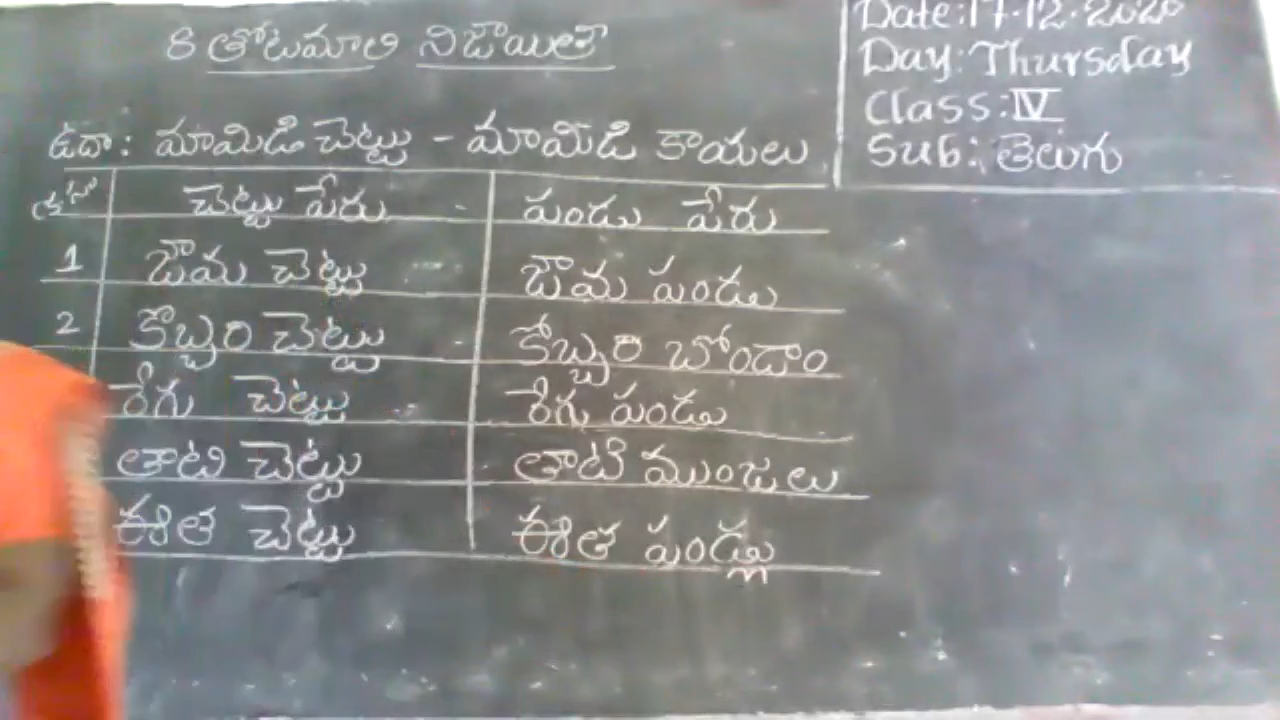 8 తోటమాలి నిజాయితీ
Date:17.12.2020
Day: Thursday
Class: IV
Sub: తెలుగు
ఉదా: మామిడి చెట్టు - మామిడి కాయలు
క్ర.సం చెట్టు పేరు పండు పేరు
1 జామ చెట్టు జామ పండు
2 కొబ్బరి చెట్టు కొబ్బరి బోండాం
రేగు చెట్టు రేగు పండు
తాటి చెట్టు తాటి ముంజలు
ఈత చెట్టు ఈత పండ్లు